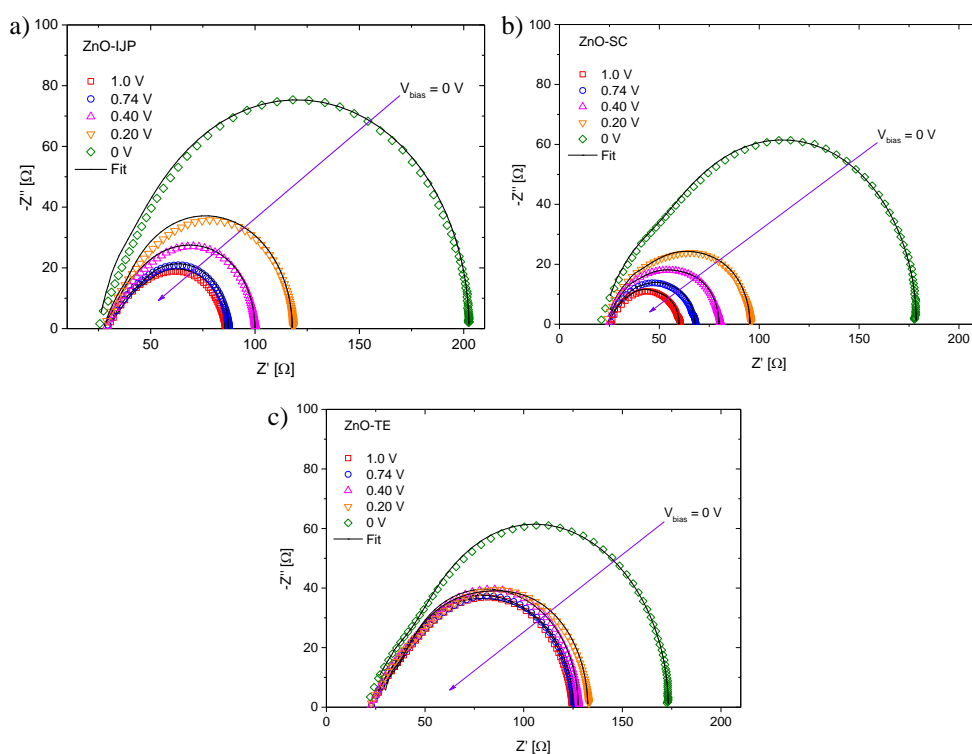 a)
ZnO-IJP
1.0 V
0.74 V
0.40 V
0.20 V
0 V
Fit
Vbias = 0 V
100
80
60
40
20
0
-Z'' [Ω]
50
100
150
200
Z' [Ω]
b)
ZnO-SC
1.0 V
0.74 V
0.40 V
0.20 V
0 V
Fit
Vbias = 0 V
100
80
60
40
20
0
-Z'' [Ω]
0
50
100
150
200
Z' [Ω]
c)
ZnO-TE
1.0 V
0.74 V
0.40 V
0.20 V
0 V
Fit
Vbias = 0 V
100
80
60
40
20
0
-Z'' [Ω]
0
50
100
150
200
Z' [Ω]